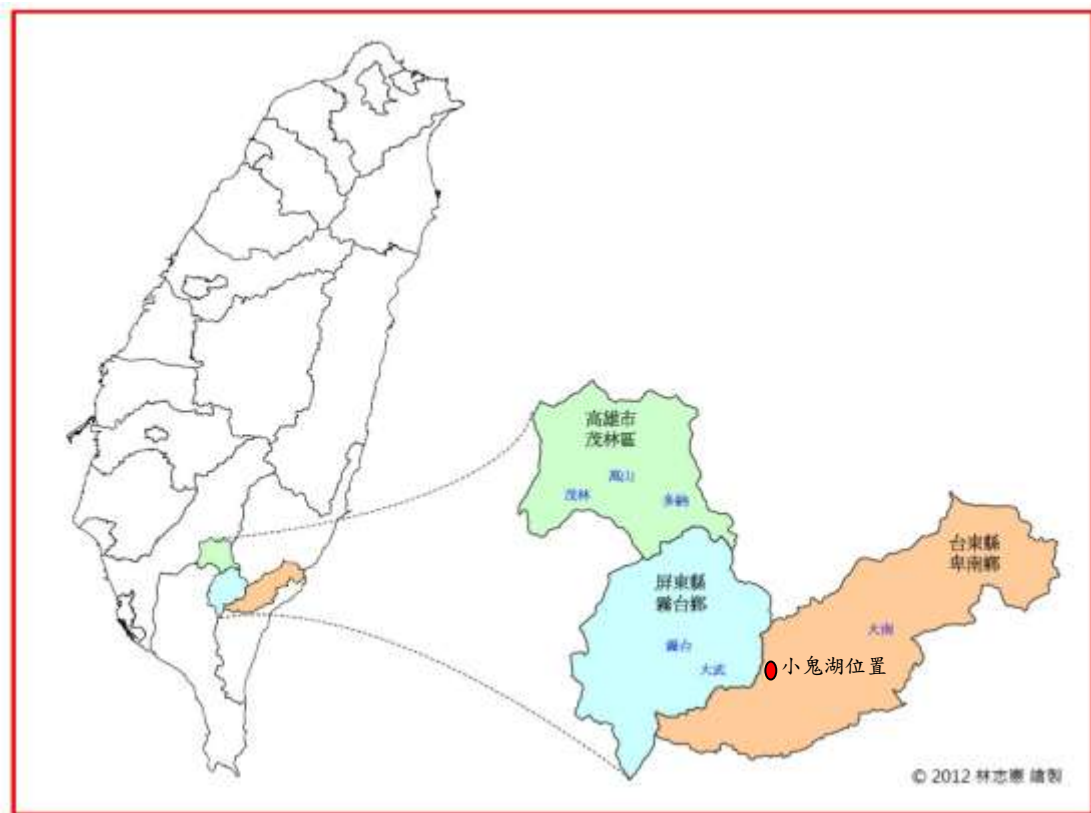 高雄市
茂林區
萬山
茂林
多納
屏東縣
霧台鄉
台東縣
卑南鄉
大南
霧台
大武
小鬼湖位置
© 2012 林志憲 繪製